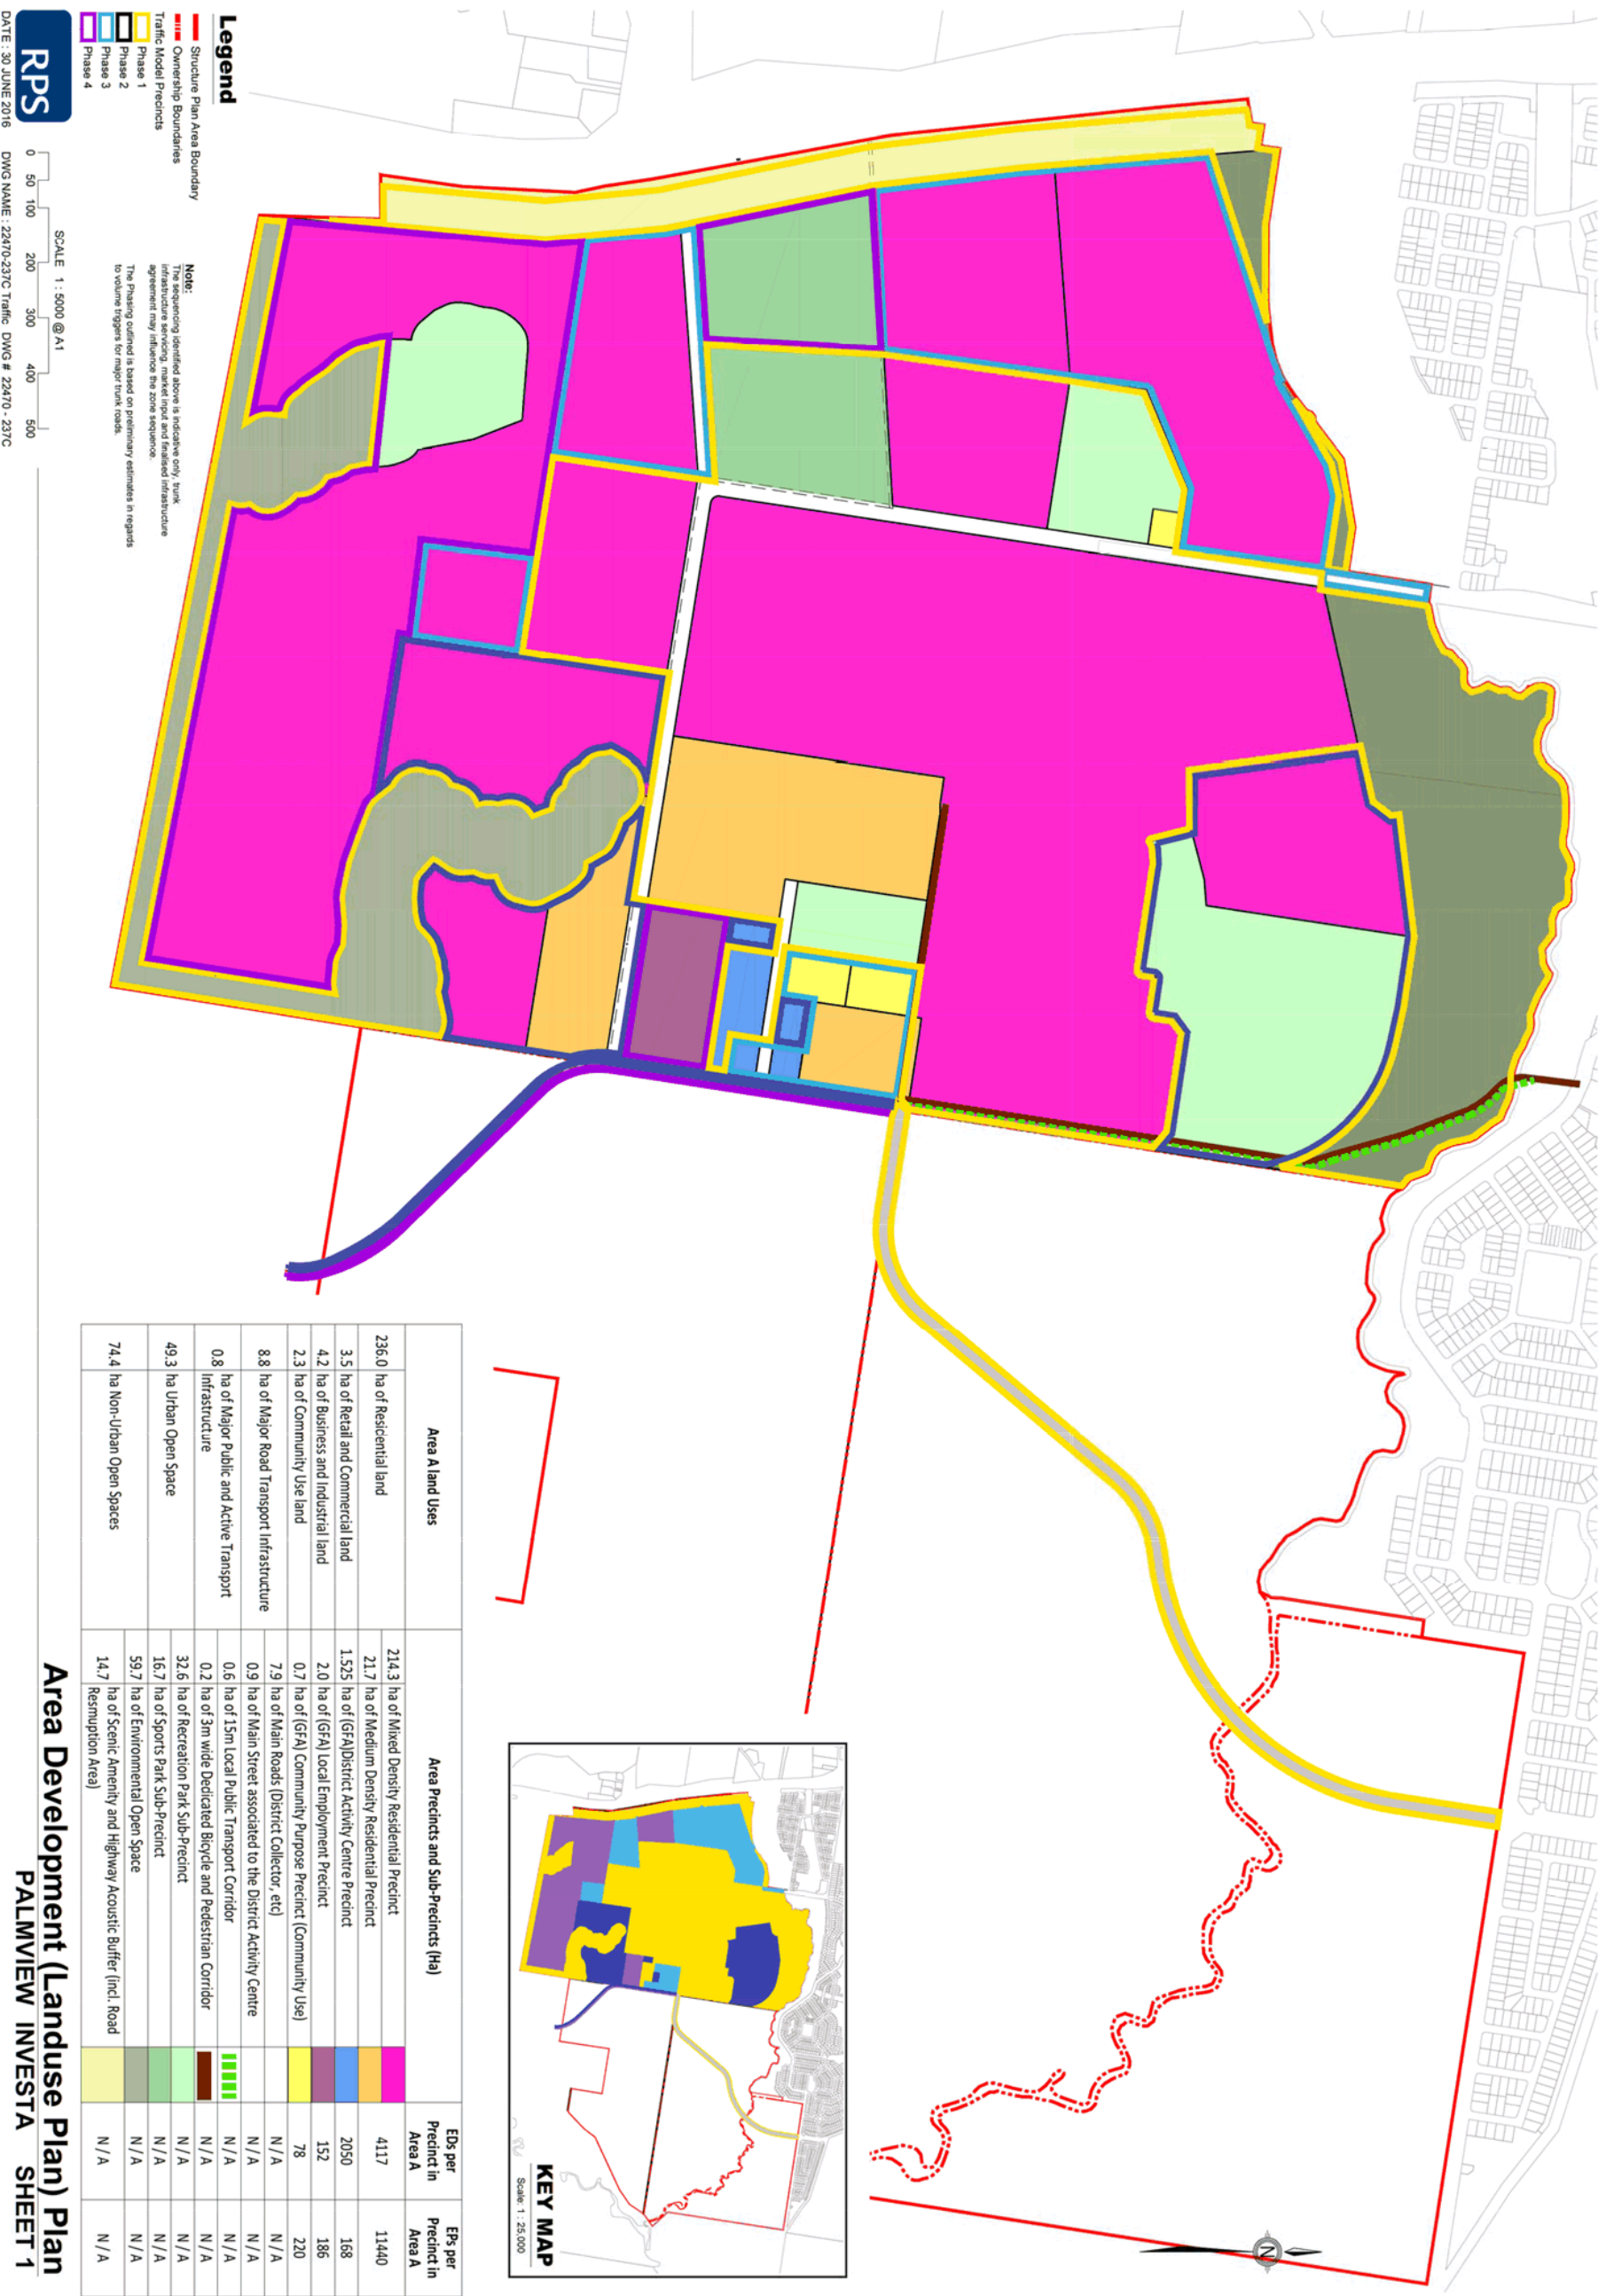 Legend
Structure Plan Area Boundary
Ownership Boundaries
Traffic Model Precincts
Phase 1
Phase 2
Phase 3
Phase 4
Note:
The sequencing identified above is indicative only, trunk
infrastructure servicing, market input and finalised infrastructure
agreement may influence the zone sequence.
The Phasing outlined is based on preliminary estimates in regards
to volume triggers for major trunk roads.
RPS
SCALE 1 : 5000 @ A1
0 50 100 200 300 400 500
DATE : 30 JUNE 2016 DWG NAME : 22470-237C Traffic DWG # 22470 - 237C
Area A land Uses Area Precincts and Sub-Precincts (Ha) EDs per Precinct in Area A EPs per Precinct in Area A
236.0 ha of Residential land 214.3 ha of Mixed Density Residential Precinct 4117 11440
21.7 ha of Medium Density Residential Precinct
3.5 ha of Retail and Commercial land 1.525 ha of (GFA)District Activity Centre Precinct 2050 168
4.2 ha of Business and Industrial land 2.0 ha of (GFA) Local Employment Precinct 152 186
2.3 ha of Community Use land 0.7 ha of (GFA) Community Purpose Precinct (Community Use) 78 220
8.8 ha of Major Road Transport Infrastructure 7.9 ha of Main Roads (District Collector, etc) N/A N/A
0.9 ha of Main Street associated to the District Activity Centre N/A N/A
0.8 ha of Major Public and Active Transport Infrastructure 0.6 ha of 15m Local Public Transport Corridor N/A N/A
0.2 ha of 3m wide Dedicated Bicycle and Pedestrian Corridor N/A N/A
49.3 ha Urban Open Space 32.6 ha of Recreation Park Sub-Precinct N/A N/A
16.7 ha of Sports Park Sub-Precinct N/A N/A
74.4 ha Non-Urban Open Spaces 59.7 ha of Environmental Open Space N/A N/A
14.7 ha of Scenic Amenity and Highway Acoustic Buffer (incl. Road Resmuption Area) N/A N/A
KEY MAP
Scale: 1 : 25,000
N
Area Development (Landuse Plan) Plan
PALMVIEW INVESTA SHEET 1